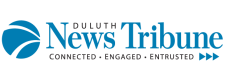 DULUTH
News Tribune
CONNECTED • ENGAGED • ENTRUSTED